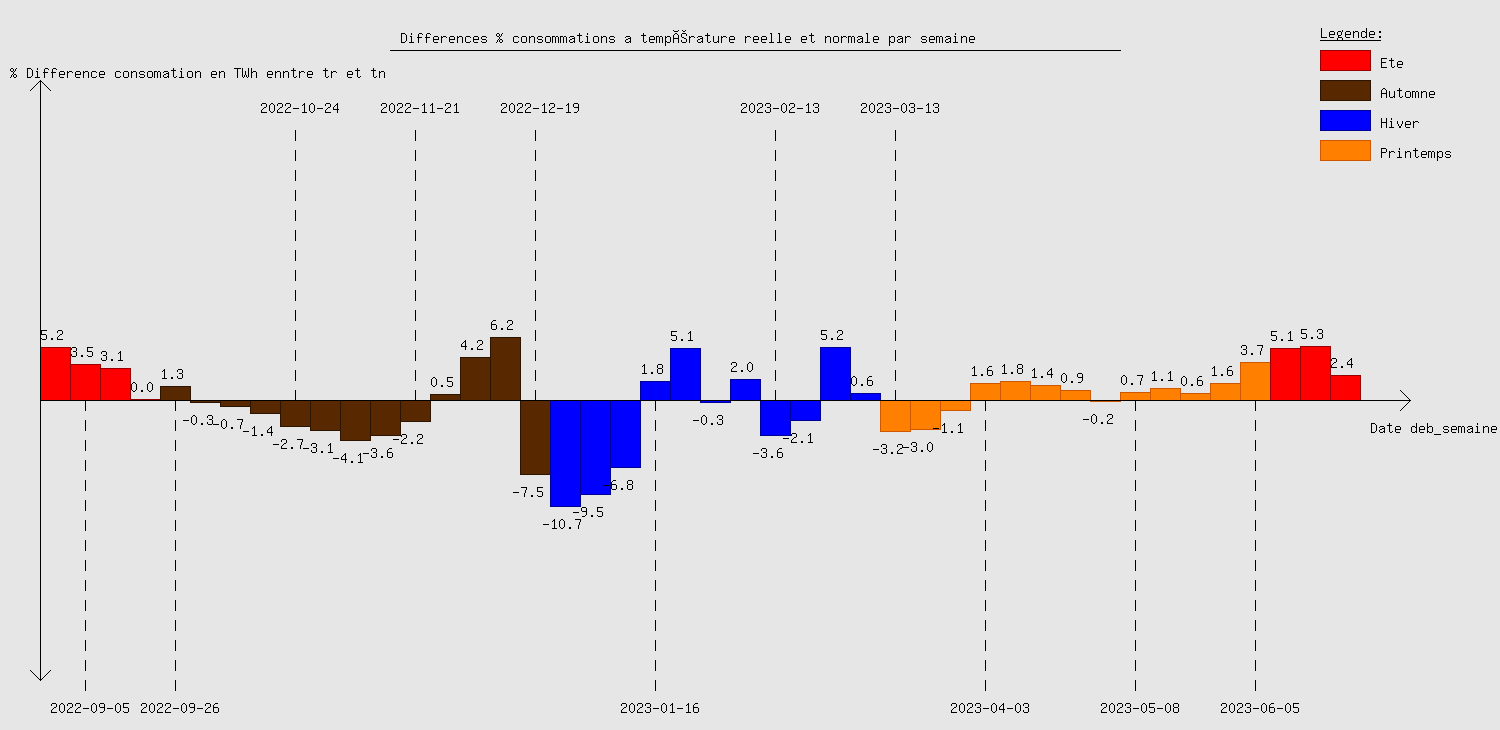 Differences % consommations a tempĂŠrature reelle et normale par semaine
Legende:
Ete
Automne
Hiver
Printemps
% Difference consomation en TWh enntre tr et tn
2022-10-24 2022-11-21 2022-12-19 2023-02-13 2023-03-13
5.2 3.5 3.1 0.0 1.3 -0.3 -0.7 -1.4 -2.7 -3.1 -4.1 -3.6 -2.2 0.5 4.2 6.2 -7.5 -10.7 -9.5 6.8 1.8 5.1 -0.3 2.0 -3.6 -2.1 5.2 0.6 -3.2 -3.0 -1.1 1.6 1.8 1.4 0.9 -0.2 0.7 1.1 0.6 1.6 3.7 5.1 5.3 2.4
Date deb_semaine
2022-09-05 2022-09-26 2023-01-16 2023-04-03 2023-05-08 2023-06-05